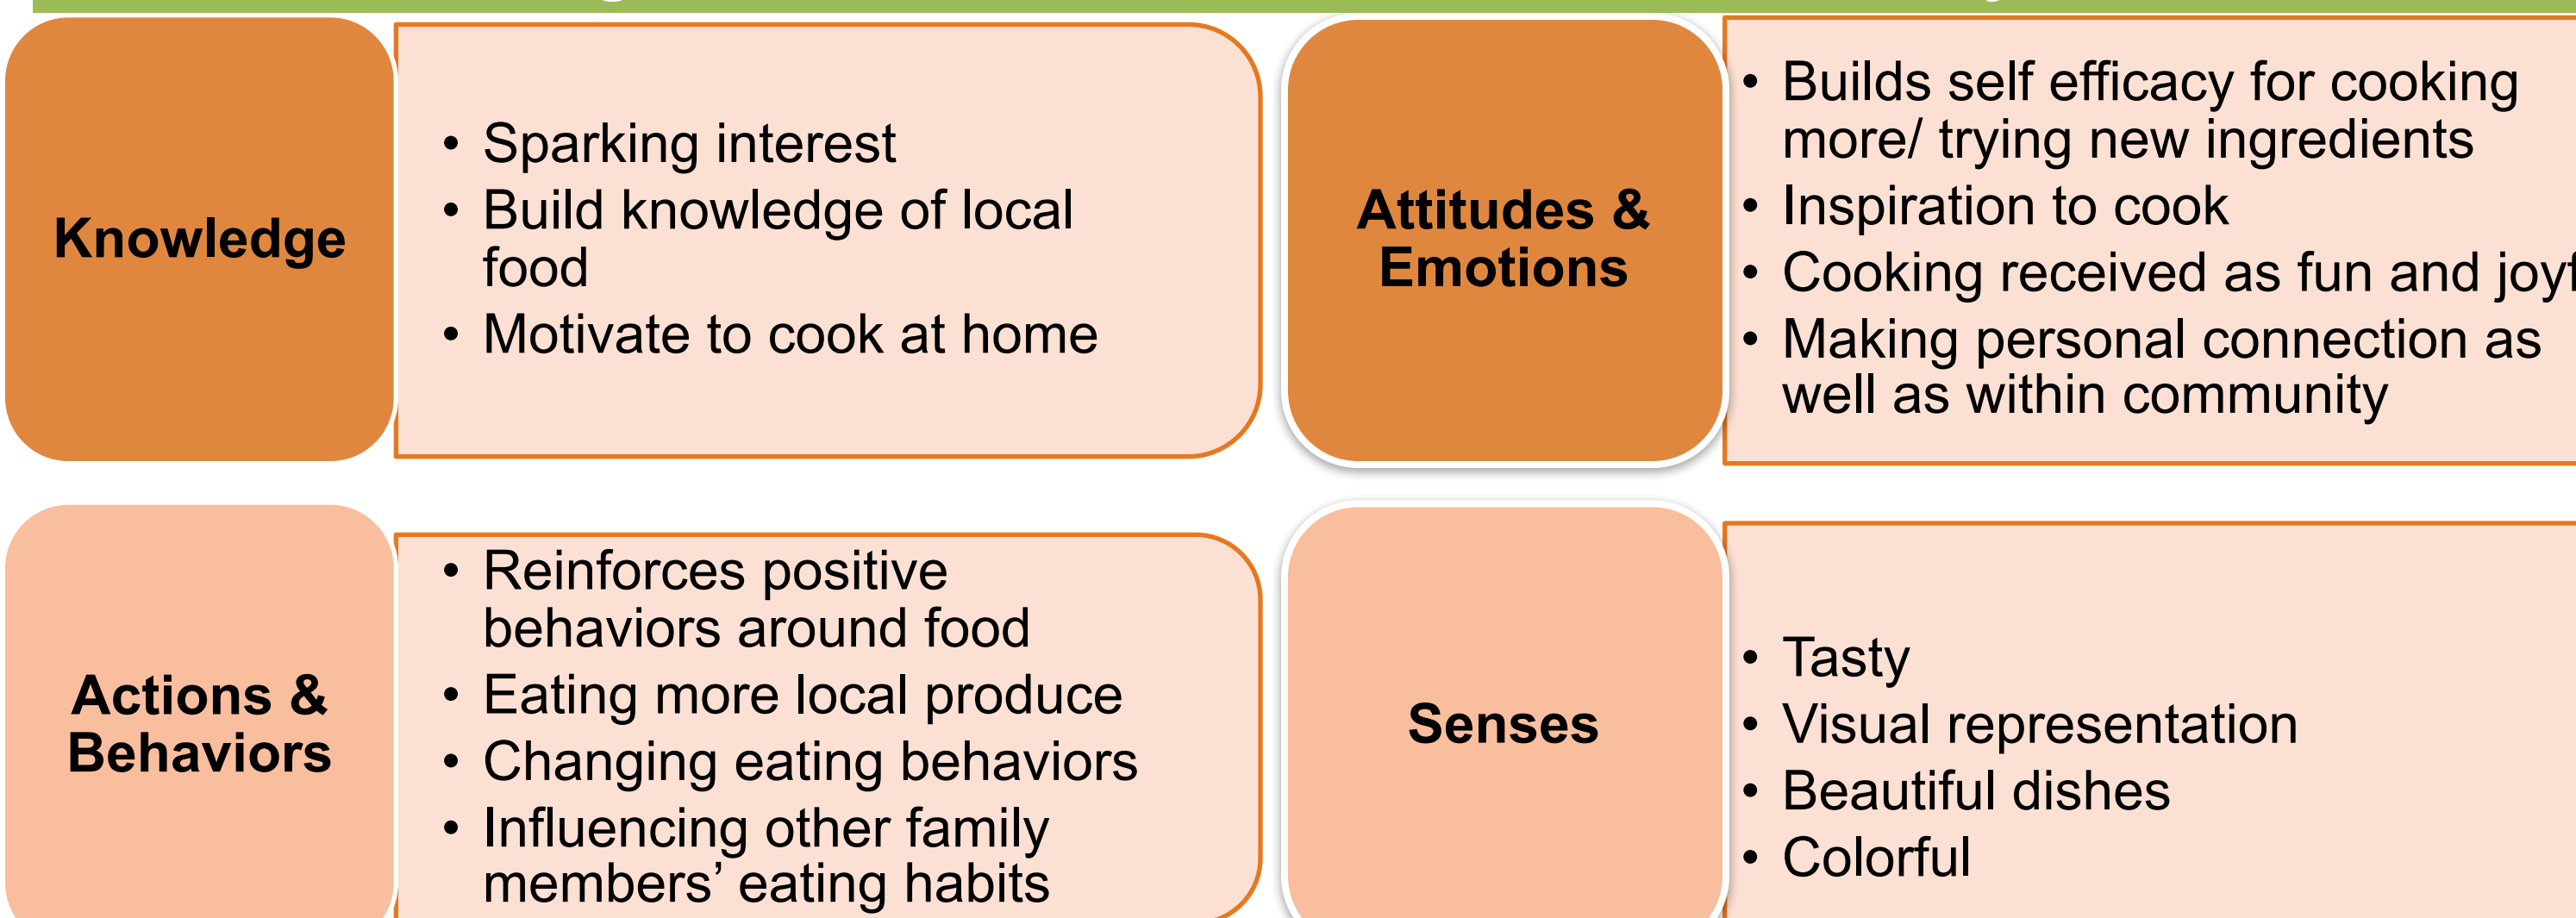 Knowledge
• Sparking interest
• Build knowledge of local
food
• Motivate to cook at home
Attitudes &
Emotions
• Builds self efficacy for cooking
more/ trying new ingredients
• Inspiration to cook
• Cooking received as fun and
• Making personal connection as
well as within community
Actions &
Behaviors
• Reinforces positive
behaviors around food
• Eating more local produce
• Changing eating behaviors
• Influencing other family
members’ eating habits
Senses
• Tasty
• Visual representation
• Beautiful dishes
• Colorful